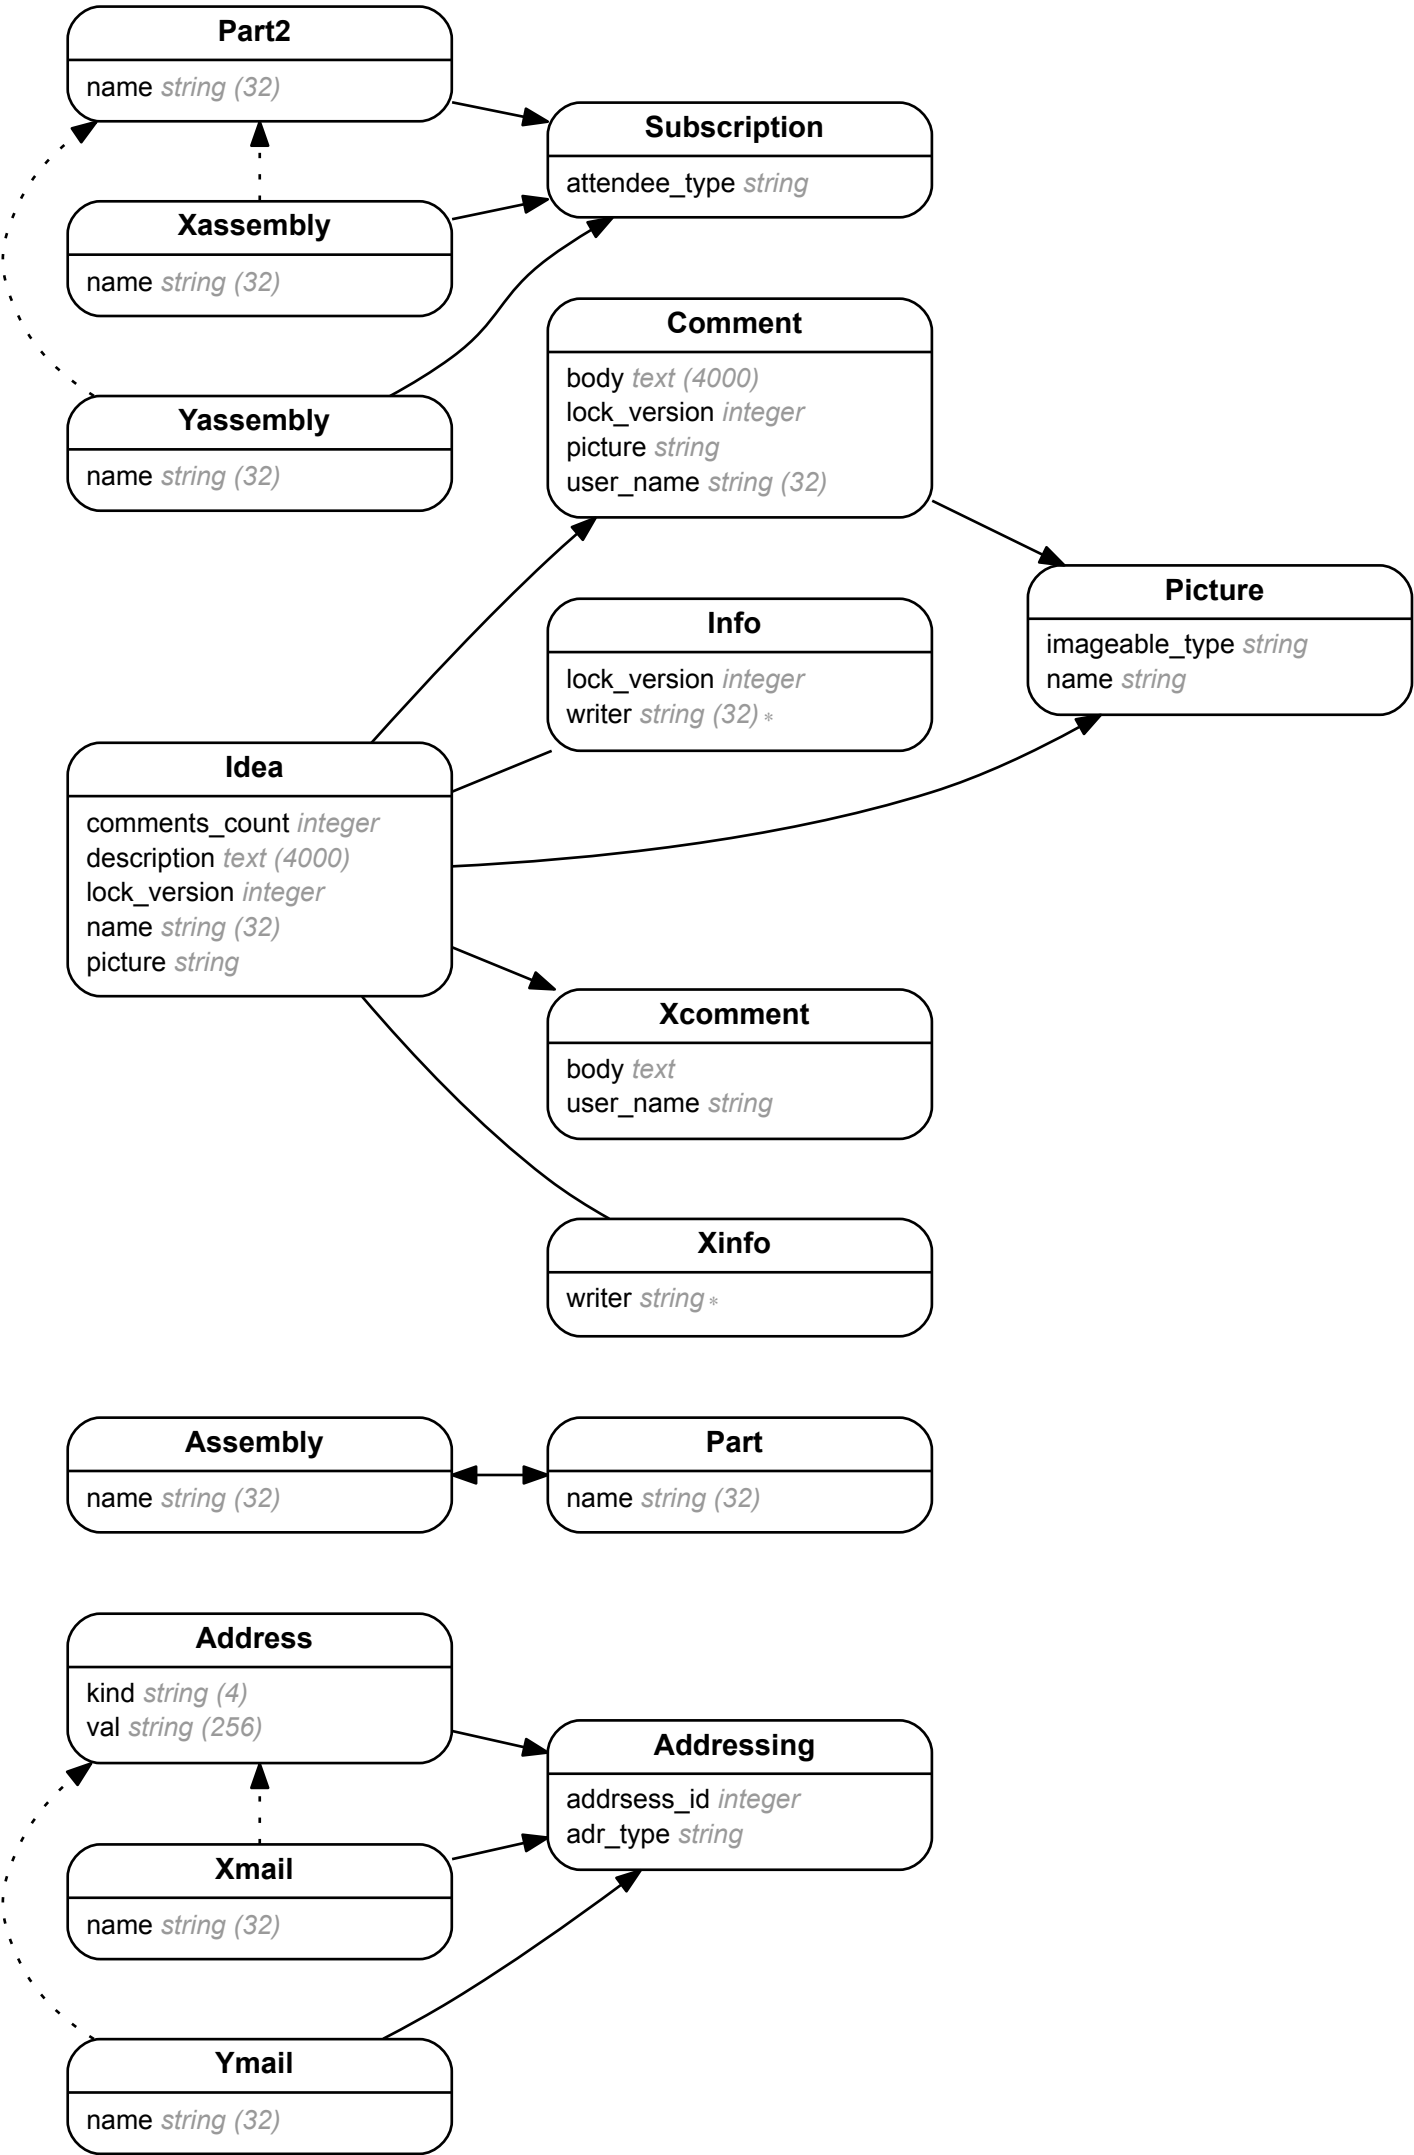 Part2
name string (32)
Subscription
attendee_type string
Xassembly
name string (32)
Comment
body text (4000)
lock_version integer
picture string
user_name string (32)
Yassembly
name string (32)
Picture
imageable_type string
name string
Info
lock_version integer
writer string (32) *
Idea
comments_count integer
description text (4000)
lock_version integer
name string (32)
picture string
Xcomment
body text
user_name string
Xinfo
writer string *
Assembly
name string (32)
Part
name string (32)
Address
kind string (4)
val string (256)
Addressing
addrsess_id integer
adr_type string
Xmail
name string (32)
Ymail
name string (32)